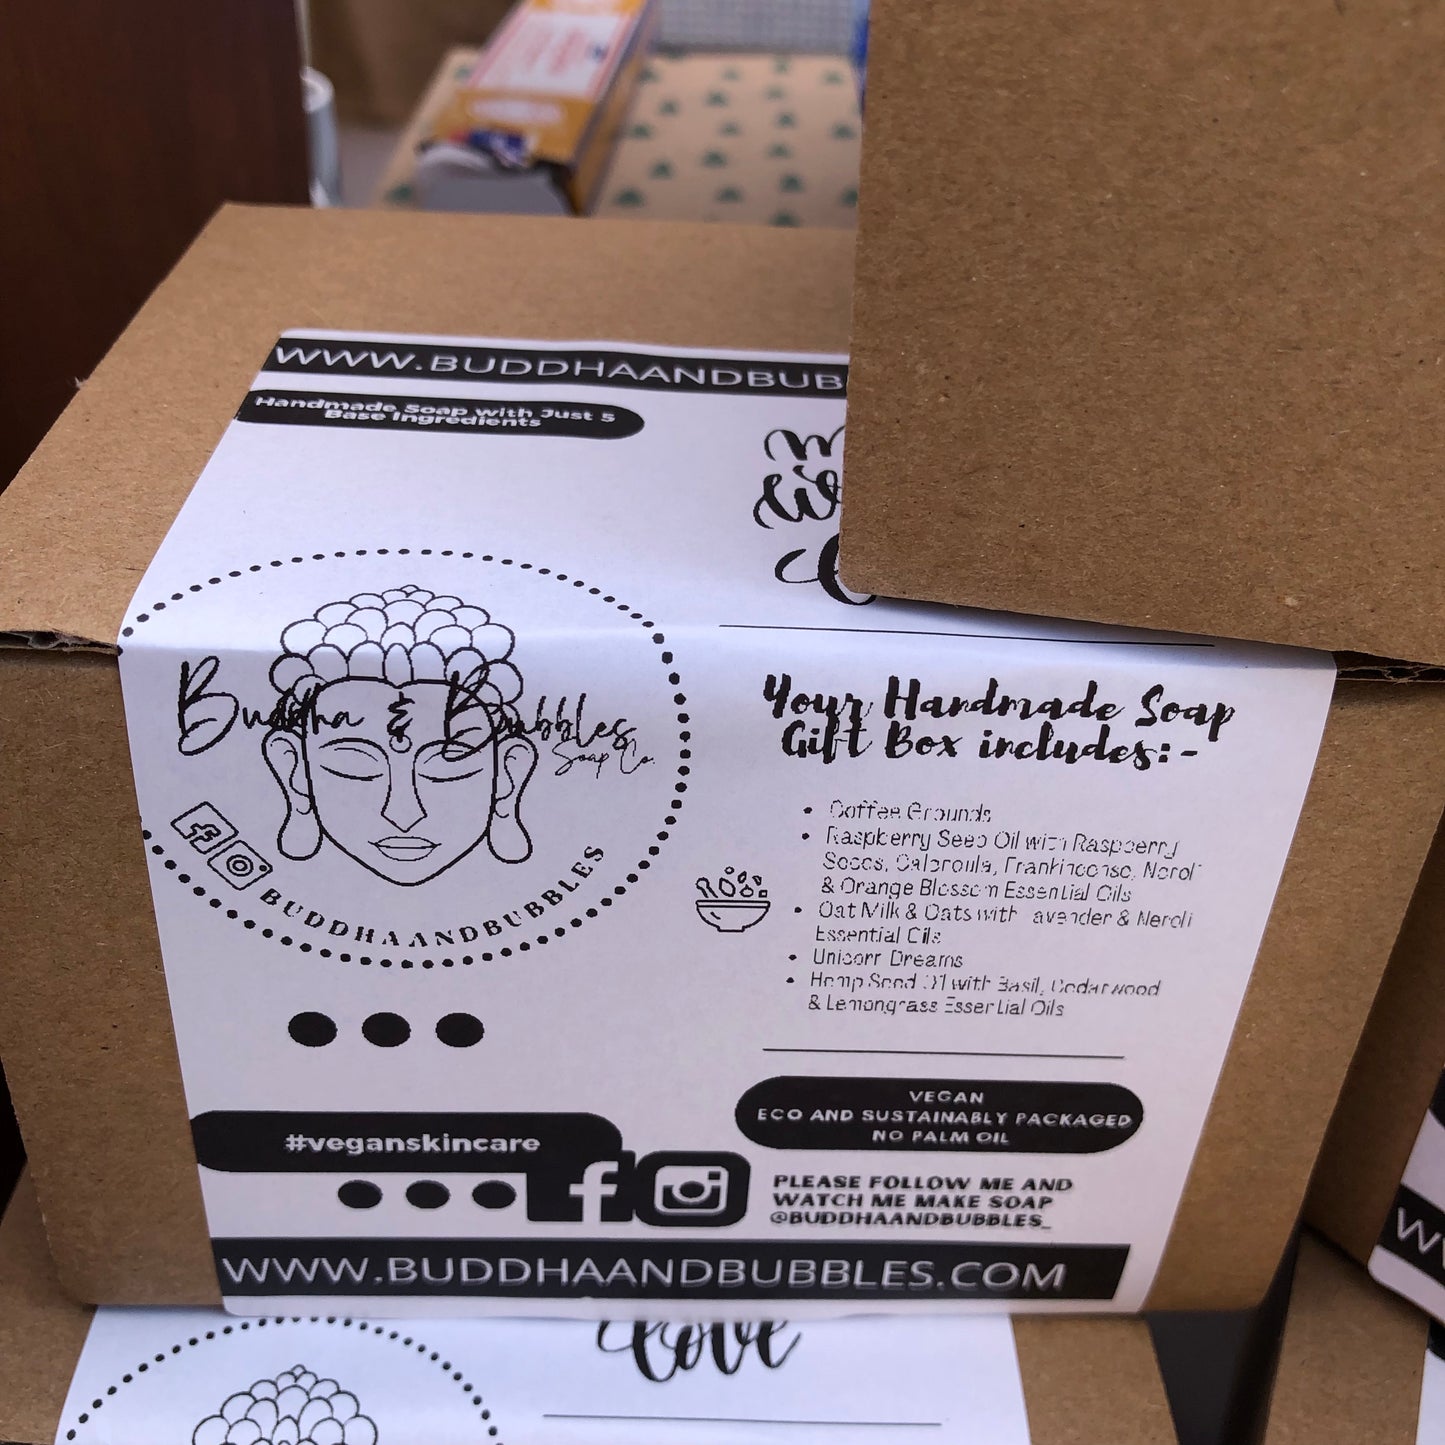 WWW.BUDDHAANDBUB
Handmade Soap with Just 5
Base Ingredients
Buddha & Bubbles
Soap Co.
BUDDHAANDBUBBLES
Your Handmade Soap
Gift Box includes:-
• Coffee Grounds
• Raspberry Seed Oil with Raspberry
Seeds, Calendula, Frankincense, Neroli
& Orange Blossom Essential Oils
• Oat Milk & Oats with Lavender & Neroli
Essential Oils
• Unicorn Dreams
• Hemp Seed Oil with Basil, Cedarwood
& Lemongrass Essential Oils
VEGAN
ECO AND SUSTAINABLY PACKAGED
NO PALM OIL
#veganskincare
PLEASE FOLLOW ME AND
WATCH ME MAKE SOAP
@BUDDHAANDBUBBLES_
WWW.BUDDHAANDBUBBLES.COM
love